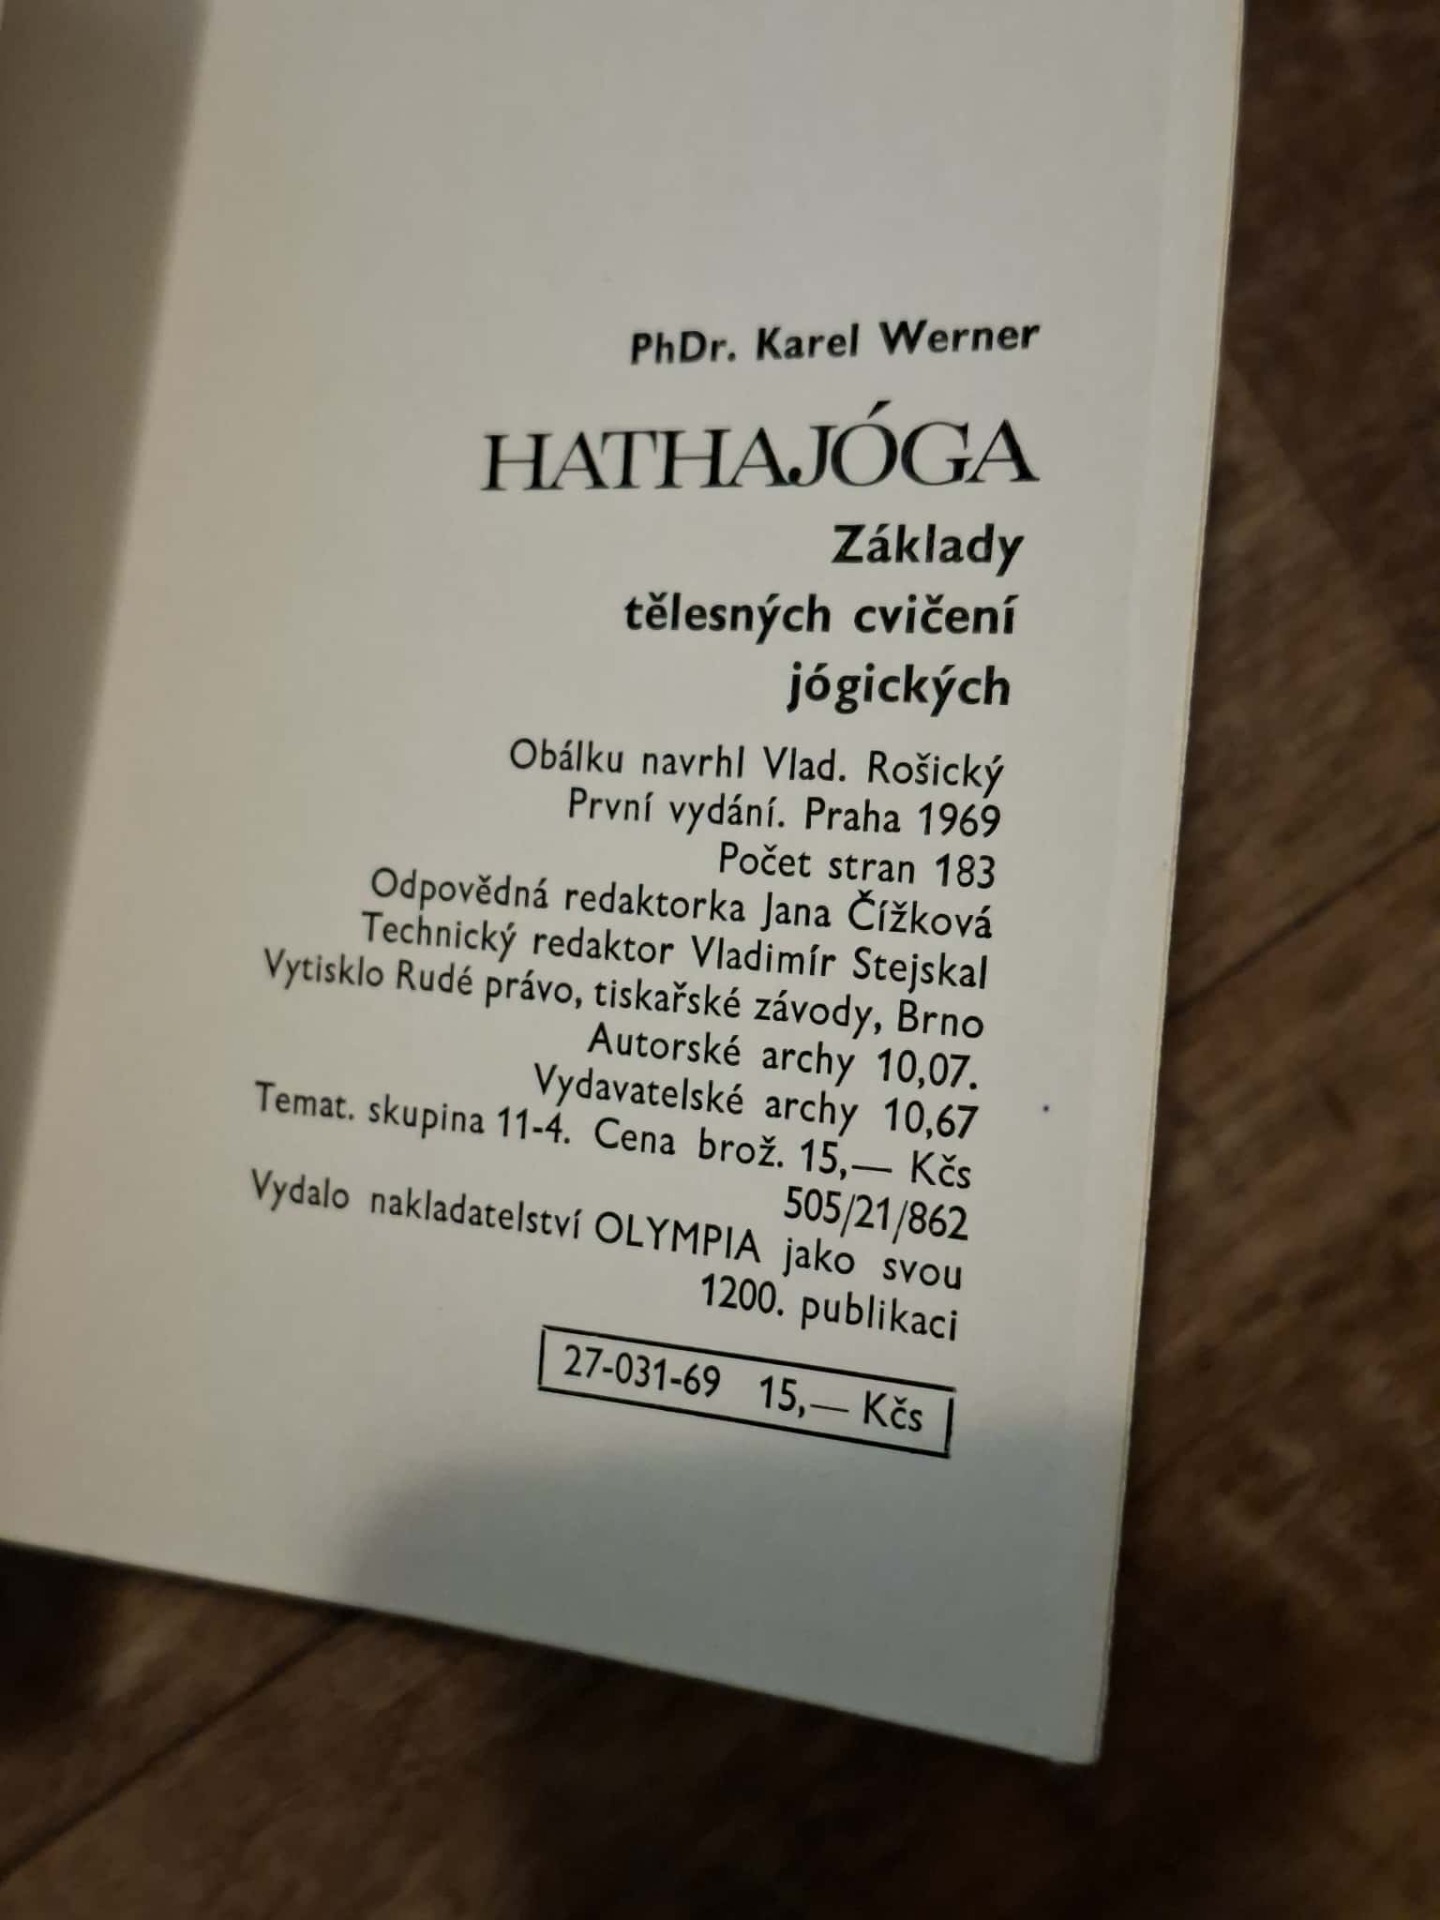 PhDr. Karel Werner
HATHAJÓGA
Základy
tělesných cvičení
jógických
Obálku navrhl Vlad. Rošický
První vydání. Praha 1969
Počet stran 183
Odpovědná redaktorka Jana Čížková
Technický redaktor Vladimír Stejskal
Vytisklo Rudé právo, tiskařské závody, Brno
Autorské archy 10,07.
Vydavatelské archy 10,67
Temat. skupina 11-4. Cena brož. 15,— Kčs
505/21/862
Vydalo nakladatelství OLYMPIA jako svou
1200. publikaci
27-031-69 15,— Kčs